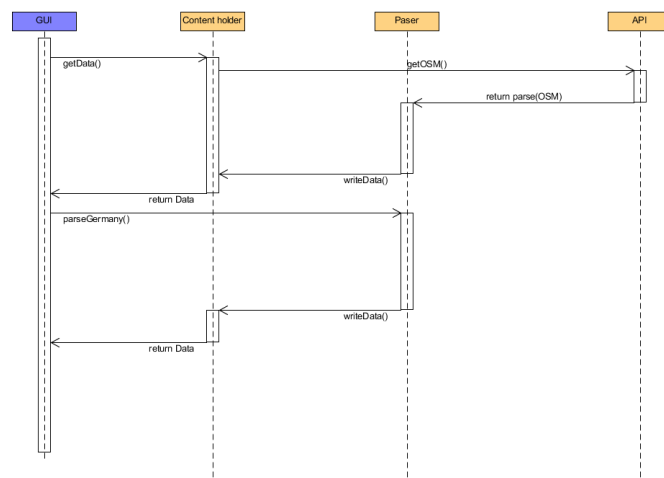 GUI
Content holder
Paser
API
getData()
getOSM()
return parse(OSM)
writeData()
return Data
parseGermany()
writeData()
return Data